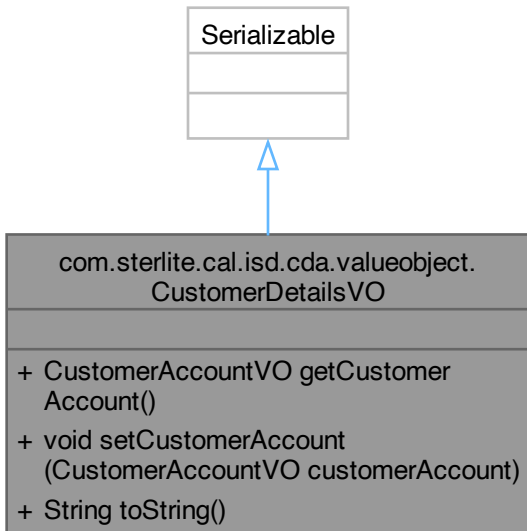 Serializable
com.sterlite.cal.isd.cda.valueobject.
CustomerDetailsVO
+ CustomerAccountVO getCustomer
Account()
+ void setCustomerAccount
(CustomerAccountVO customerAccount)
+ String toString()